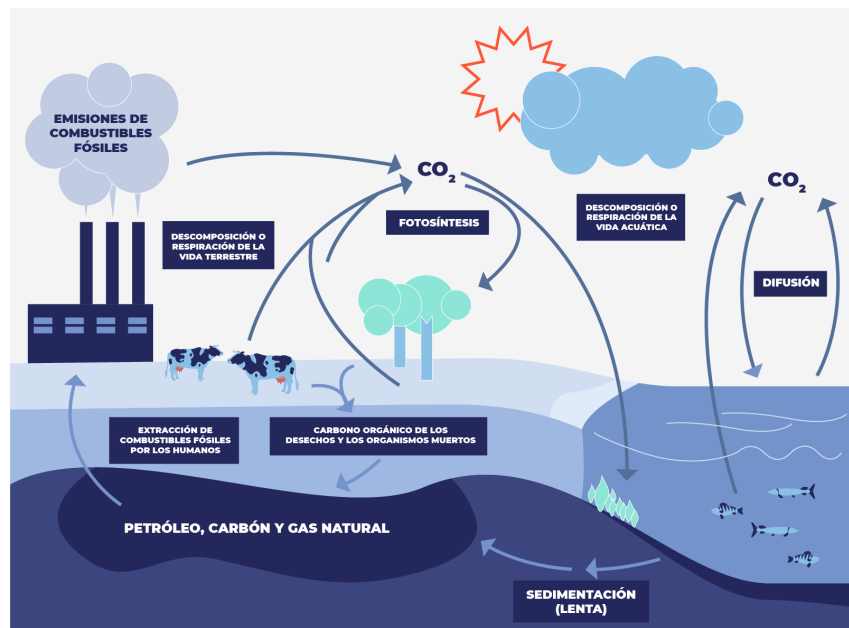 EMISIONES DE
COMBUSTIBLES
FÓSILES
CO2
CO2
DESCOMPOSICIÓN O
RESPIRACIÓN DE LA
VIDA TERRESTRE
FOTOSÍNTESIS
DESCOMPOSICIÓN O
RESPIRACIÓN DE LA
VIDA ACUÁTICA
DIFUSIÓN
EXTRACCIÓN DE
COMBUSTIBLES FÓSILES
POR LOS HUMANOS
CARBONO ORGÁNICO DE LOS
DESECHOS Y LOS ORGANISMOS MUERTOS
PETRÓLEO, CARBÓN Y GAS NATURAL
SEDIMENTACIÓN
(LENTA)